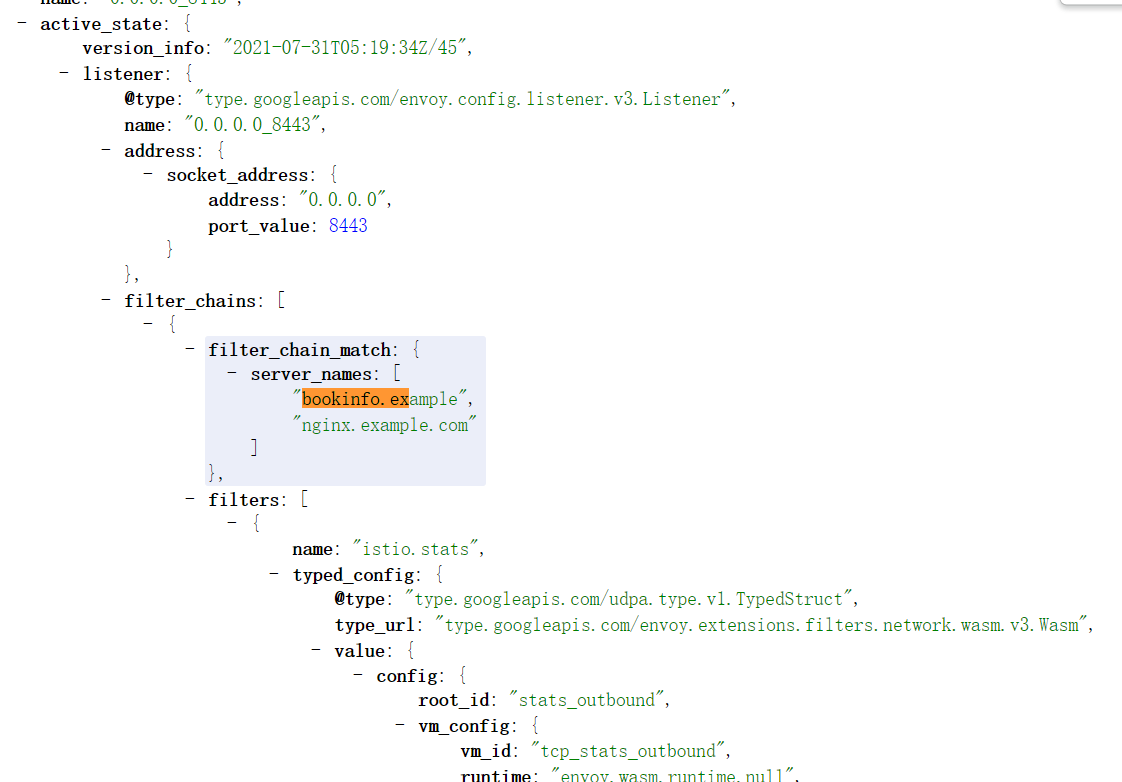 name: "0.0.0.0_8443",
- active_state: {
version_info: "2021-07-31T05:19:34Z/45",
- listener: {
@type: "type.googleapis.com/envoy.config.listener.v3.Listener",
name: "0.0.0.0_8443",
- address: {
- socket_address: {
address: "0.0.0.0",
port_value: 8443
}
},
- filter_chains: [
- {
- filter_chain_match: {
- server_names: [
"bookinfo.example",
"nginx.example.com"
]
},
- filters: [
- {
name: "istio.stats",
- typed_config: {
@type: "type.googleapis.com/udpa.type.v1.TypedStruct",
type_url: "type.googleapis.com/envoy.extensions.filters.network.wasm.v3.Wasm",
- value: {
- config: {
root_id: "stats_outbound",
- vm_config: {
vm_id: "tcp_stats_outbound",
runtime: "envoy.wasm.runtime.null",